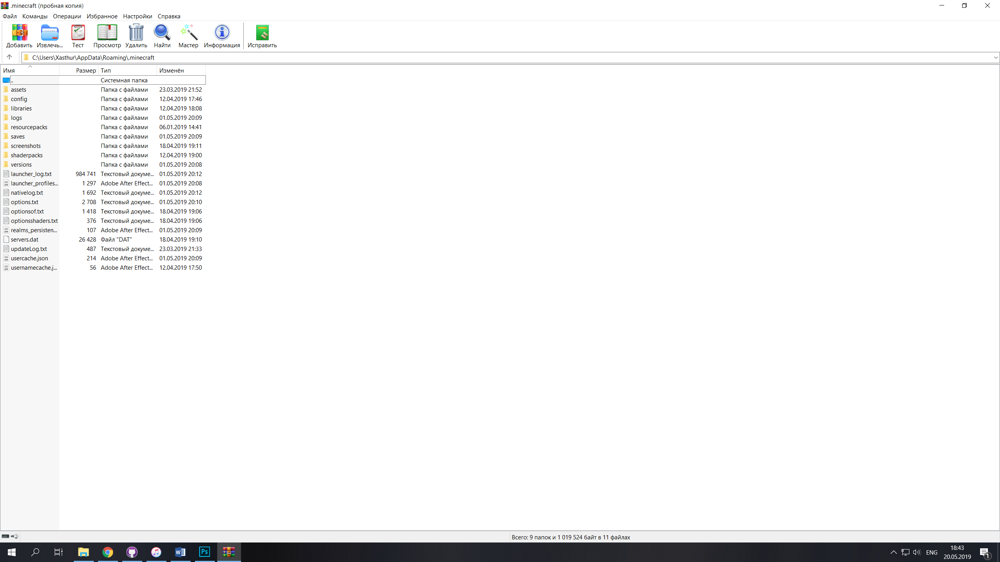 .minecraft (пробная копия)
Файл Команды Операции Избранное Настройки Справка
Добавить Извлечь... Тест Просмотр Удалить Найти Мастер Информация Исправить
C:\Users\Xasthur\AppData\Roaming\.minecraft
Имя Размер Тип Изменён
.. Системная папка
assets Папка с файлами 23.03.2019 21:52
config Папка с файлами 12.04.2019 17:46
libraries Папка с файлами 12.04.2019 18:08
logs Папка с файлами 01.05.2019 20:09
resourcepacks Папка с файлами 06.01.2019 14:41
saves Папка с файлами 01.05.2019 20:09
screenshots Папка с файлами 18.04.2019 19:11
shaderpacks Папка с файлами 12.04.2019 19:00
versions Папка с файлами 01.05.2019 20:08
launcher_log.txt 984 741 Текстовый докуме... 01.05.2019 20:12
launcher_profiles... 1 297 Adobe After Effect... 01.05.2019 20:08
nativelog.txt 1 692 Текстовый докуме... 01.05.2019 20:12
options.txt 2 708 Текстовый докуме... 01.05.2019 20:10
optionsof.txt 1 418 Текстовый докуме... 18.04.2019 19:06
optionsshaders.txt 376 Текстовый докуме... 18.04.2019 19:06
realms_persisten... 107 Adobe After Effect... 01.05.2019 20:09
servers.dat 26 428 Файл "DAT" 18.04.2019 19:10
updateLog.txt 487 Текстовый докуме... 23.03.2019 21:33
usercache.json 214 Adobe After Effect... 01.05.2019 20:09
usernamecache.j... 56 Adobe After Effect... 12.04.2019 17:50
Всего: 9 папок и 1 019 524 байт в 11 файлах
Ps
ENG
18:43
20.05.2019
1